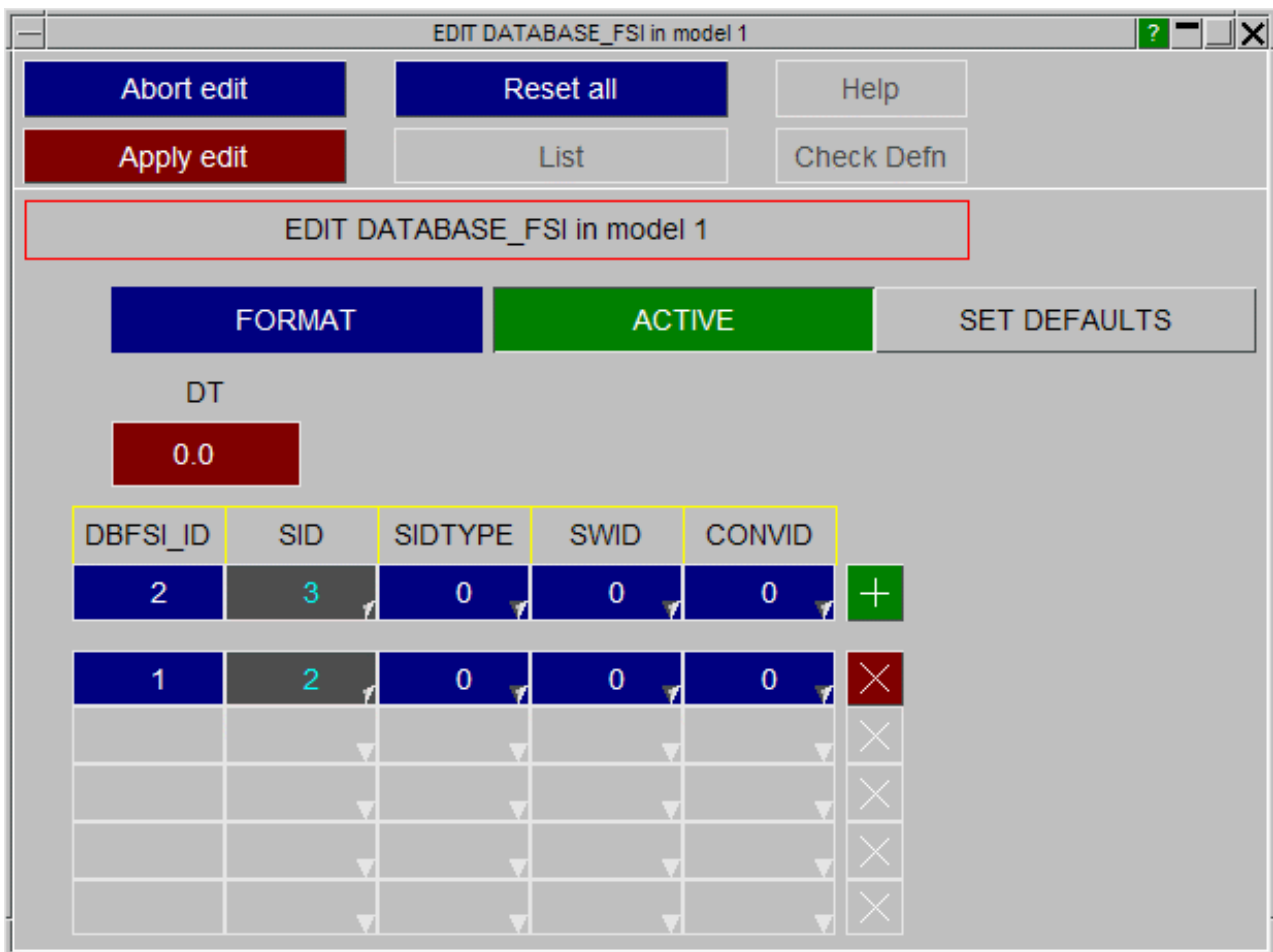 EDIT DATABASE_FSI in model 1 ?
Abort edit Reset all Help
Apply edit List Check Defn
EDIT DATABASE_FSI in model 1
FORMAT ACTIVE SET DEFAULTS
DT
0.0
DBFSI_ID SID SIDTYPE SWID CONVID
2 3 0 0 0
1 2 0 0 0